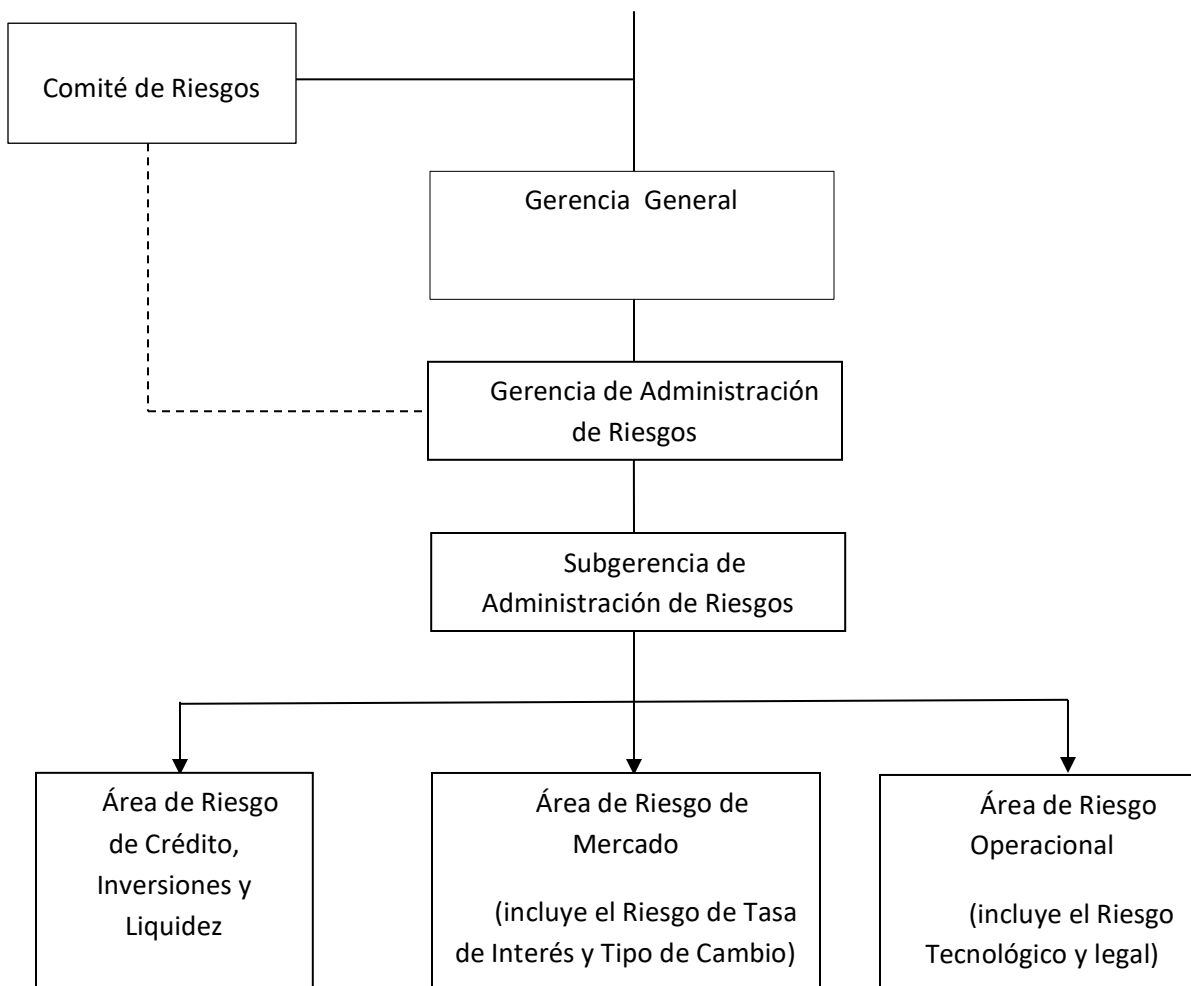 Comité de Riesgos
Gerencia General
Gerencia de Administración
de Riesgos
Subgerencia de
Administración de Riesgos
Área de Riesgo
de Crédito,
Inversiones y
Liquidez
Área de Riesgo de
Mercado
(incluye el Riesgo de Tasa
de Interés y Tipo de Cambio)
Área de Riesgo
Operacional
(incluye el Riesgo
Tecnológico y legal)